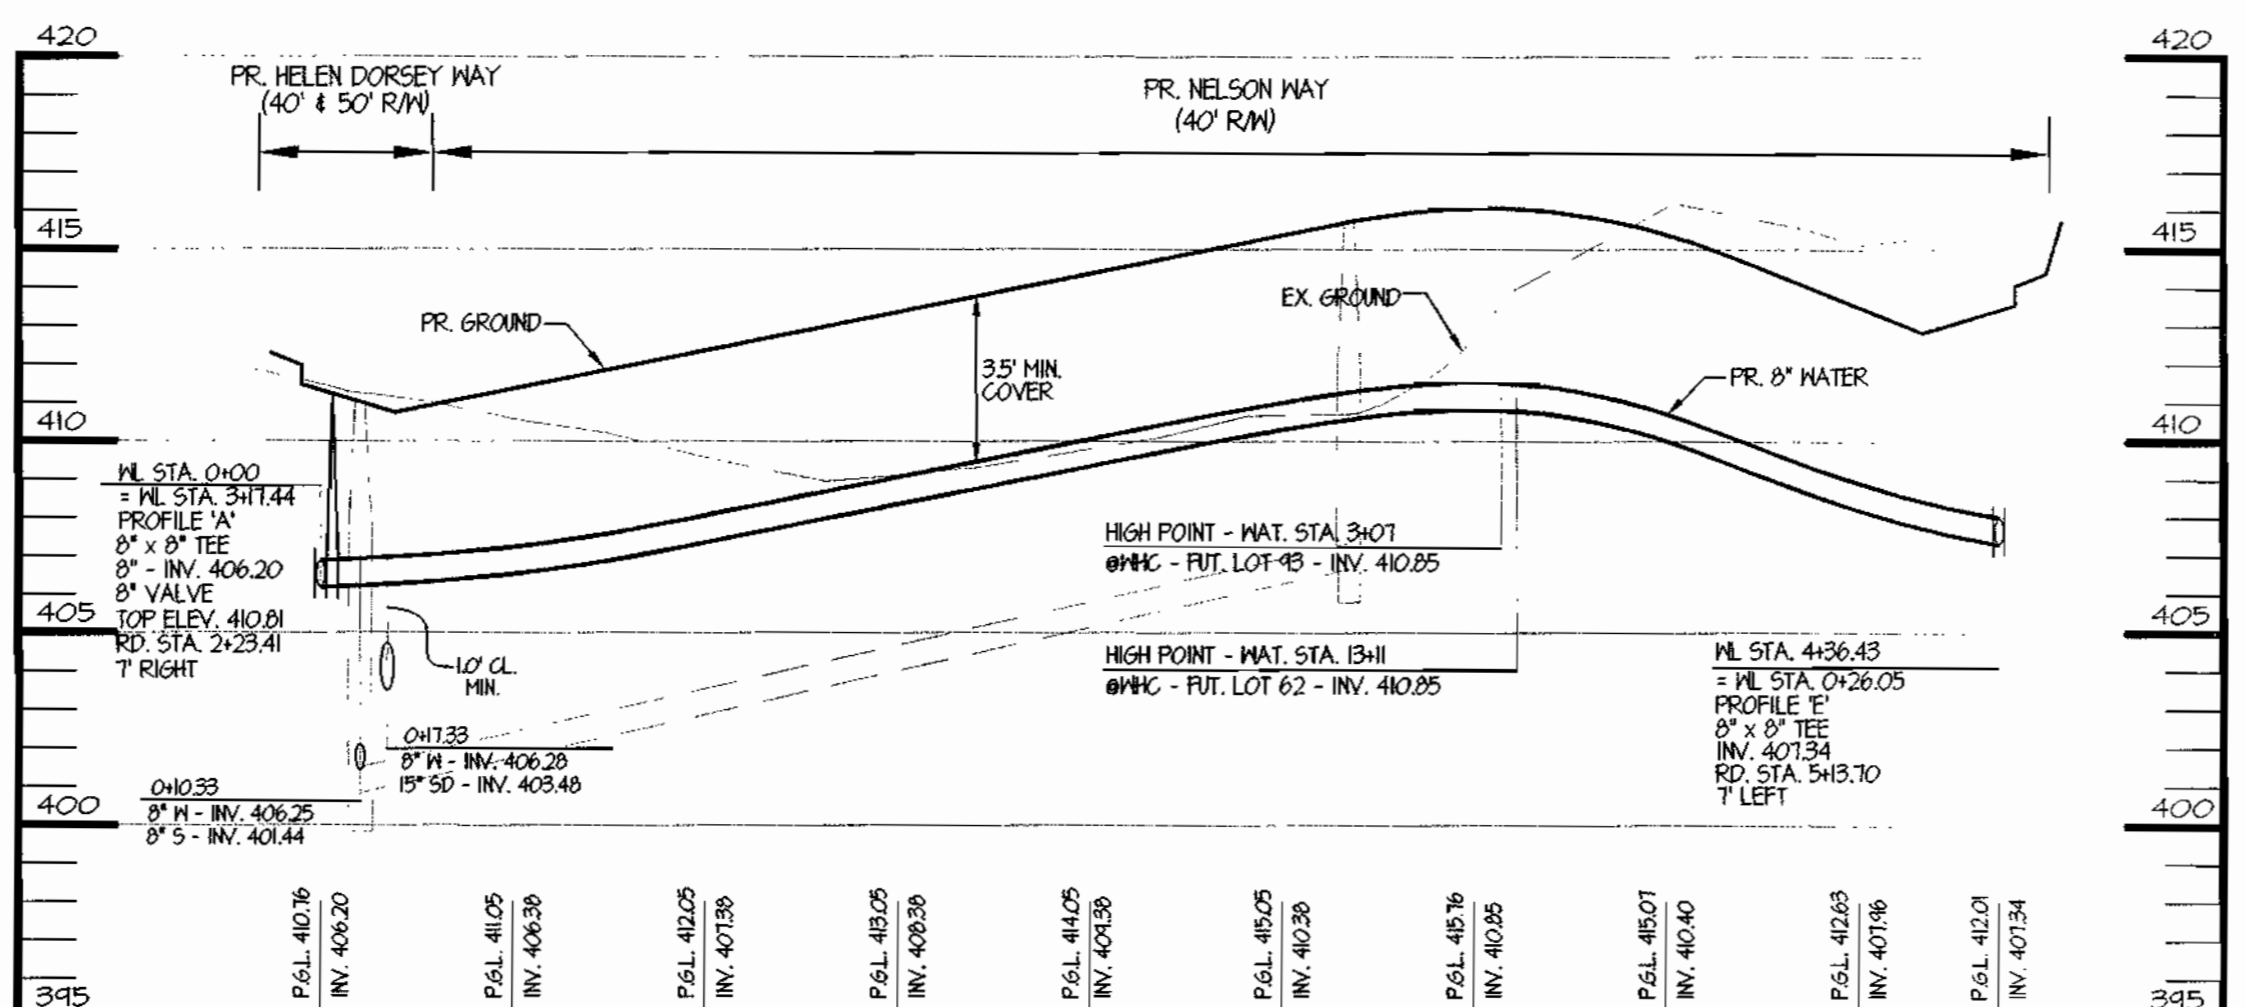 420
420
PR. HELEN DORSEY WAY
(40' & 50' R/W)
PR. NELSON WAY
(40' R/W)
415
415
EX. GROUND
PR. GROUND
3.5' MIN.
COVER
PR. 8" WATER
410
410
WL STA. 0+00
= WL STA. 3+17.44
PROFILE 'A'
8" x 8" TEE
8" - INV. 406.20
8" VALVE
TOP ELEV. 410.81
RD. STA. 2+23.41
7' RIGHT
HIGH POINT - WAT. STA. 3+07
@WHC - FUT. LOT 93 - INV. 410.85
405
405
1.0' CL.
MIN.
HIGH POINT - WAT. STA. 13+11
@WHC - FUT. LOT 62 - INV. 410.85
WL STA. 4+36.43
= WL STA. 0+26.05
PROFILE 'E'
8" x 8" TEE
INV. 407.34
RD. STA. 5+13.70
7' LEFT
0+17.33
8" W - INV. 406.28
15" SD - INV. 403.48
0+10.33
8" W - INV. 406.25
8" S - INV. 401.44
400
400
P.G.L. 410.76
INV. 406.20
P.G.L. 411.05
INV. 406.38
P.G.L. 412.05
INV. 407.38
P.G.L. 413.05
INV. 408.38
P.G.L. 414.05
INV. 409.38
P.G.L. 415.05
INV. 410.38
P.G.L. 415.76
INV. 410.85
P.G.L. 415.07
INV. 410.40
P.G.L. 412.63
INV. 407.96
P.G.L. 412.01
INV. 407.34
395
395